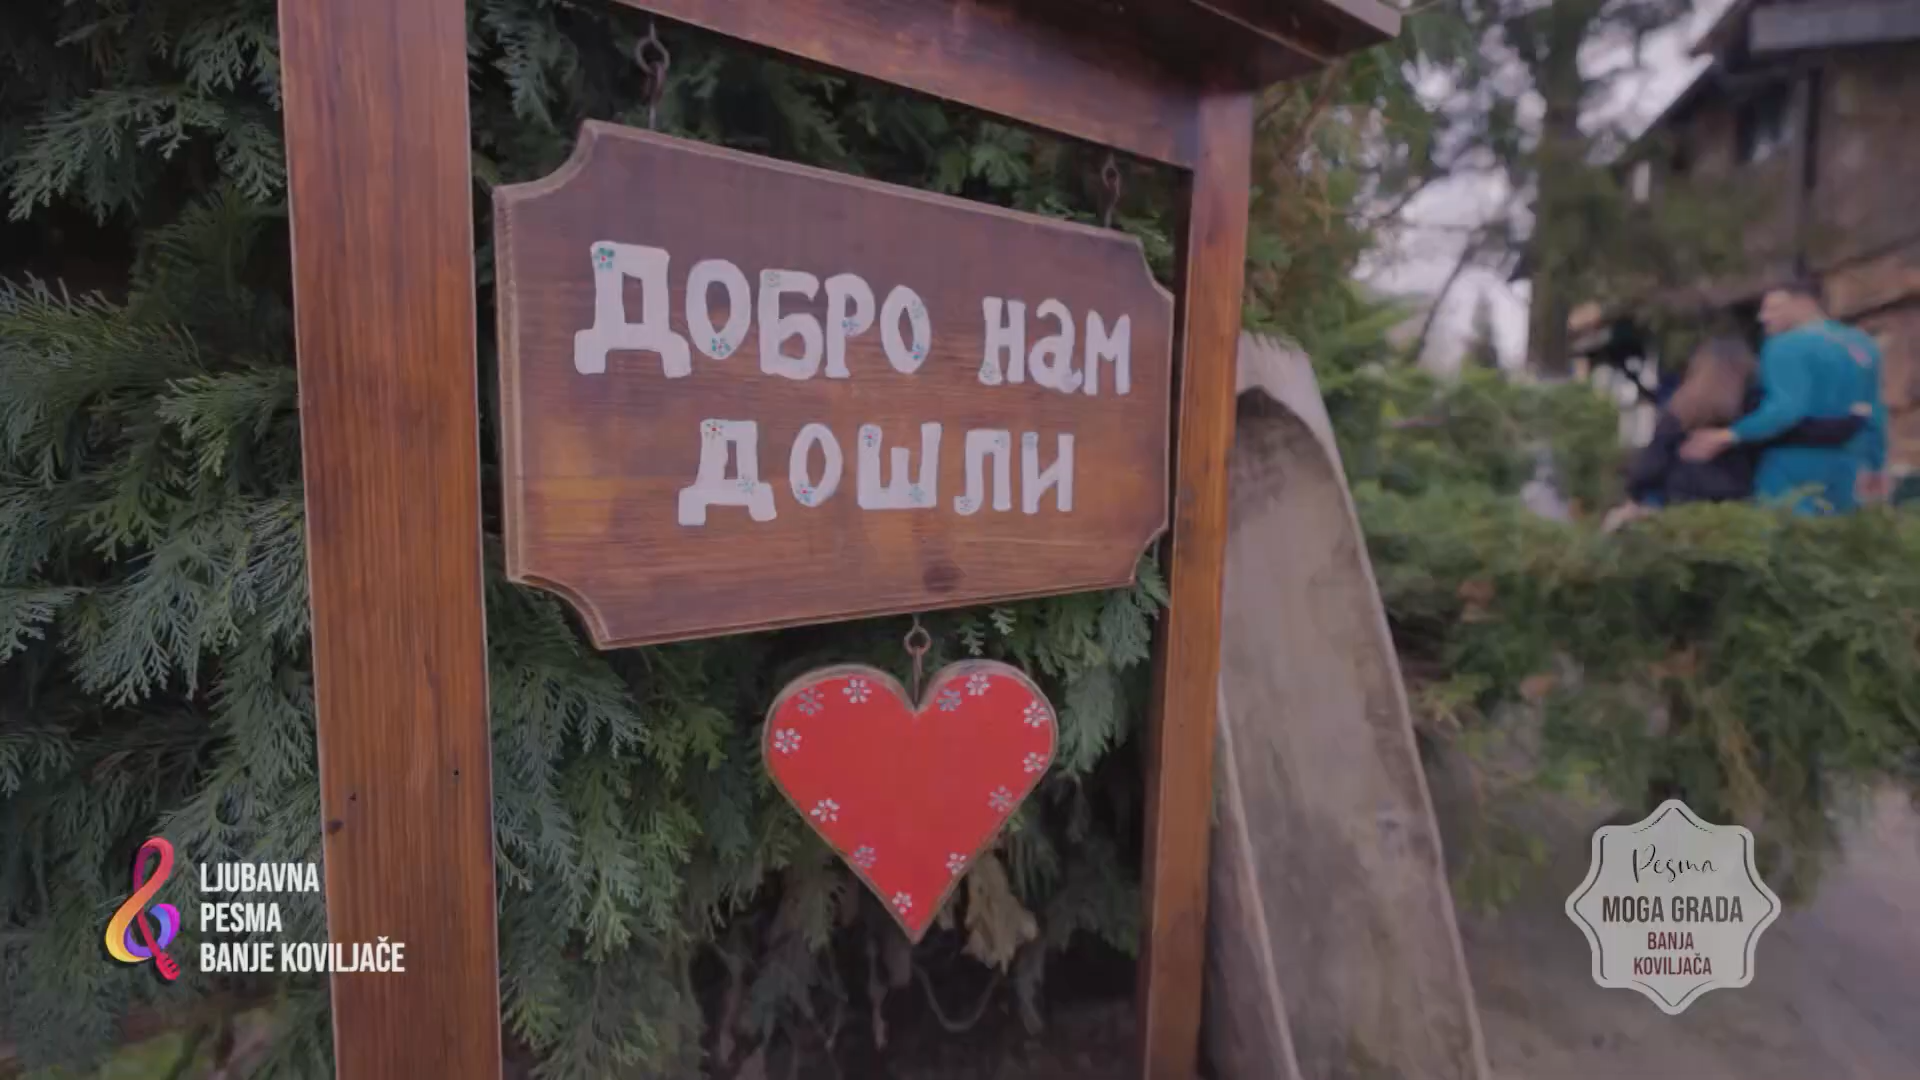 ДОБРО нам
дошли
LJUBAVNA
PESMA
BANJE KOVILJAČE
Pesma
MOGA GRADA
BANJA
KOVILJAČA